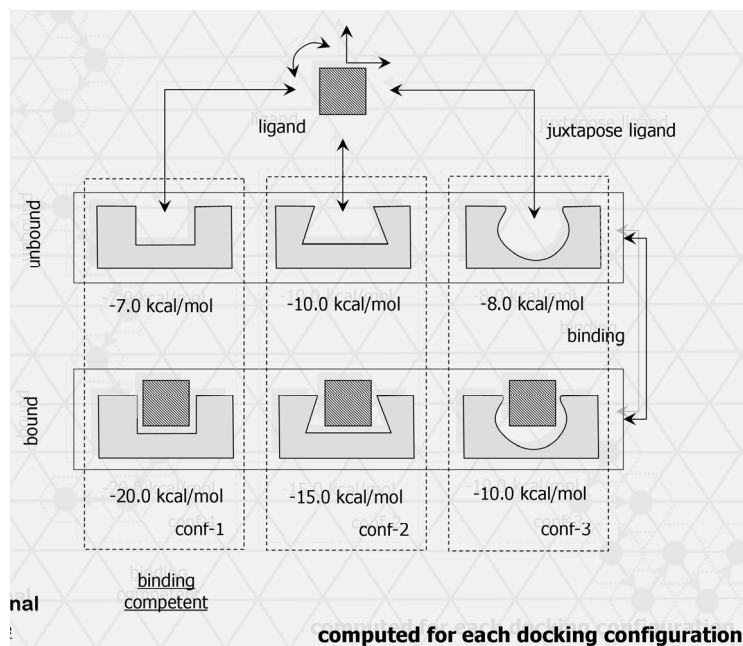 ligand
juxtapose ligand
unbound
-7.0 kcal/mol
-10.0 kcal/mol
-8.0 kcal/mol
binding
bound
-20.0 kcal/mol
-15.0 kcal/mol
-10.0 kcal/mol
conf-1
conf-2
conf-3
binding
competent
nal
computed for each docking configuration